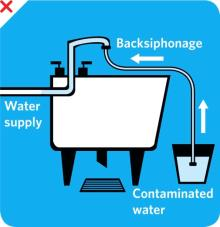 Backsiphonage
Water
supply
Contaminated
water